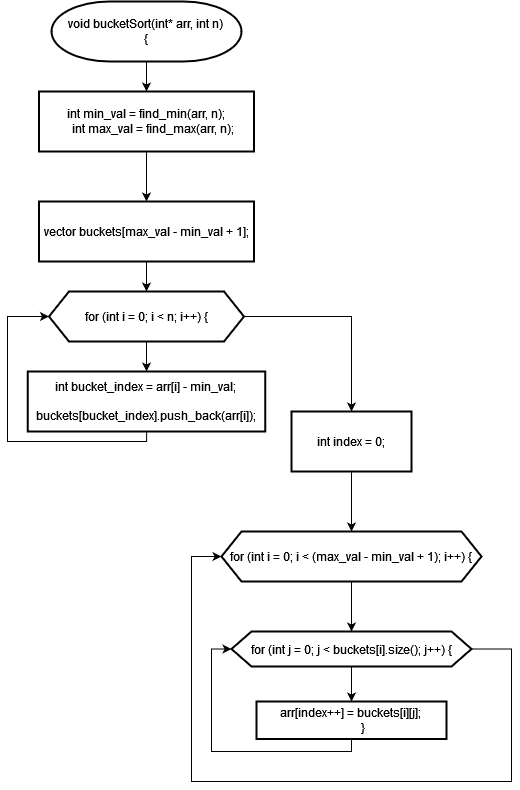 void bucketSort(int* arr, int n)
{
int min_val = find_min(arr, n);
int max_val = find_max(arr, n);
vector buckets[max_val - min_val + 1];
for (int i = 0; i < n; i++) {
int bucket_index = arr[i] - min_val;
buckets[bucket_index].push_back(arr[i]);
int index = 0;
for (int i = 0; i < (max_val - min_val + 1); i++) {
for (int j = 0; j < buckets[i].size(); j++) {
arr[index++] = buckets[i][j];
}